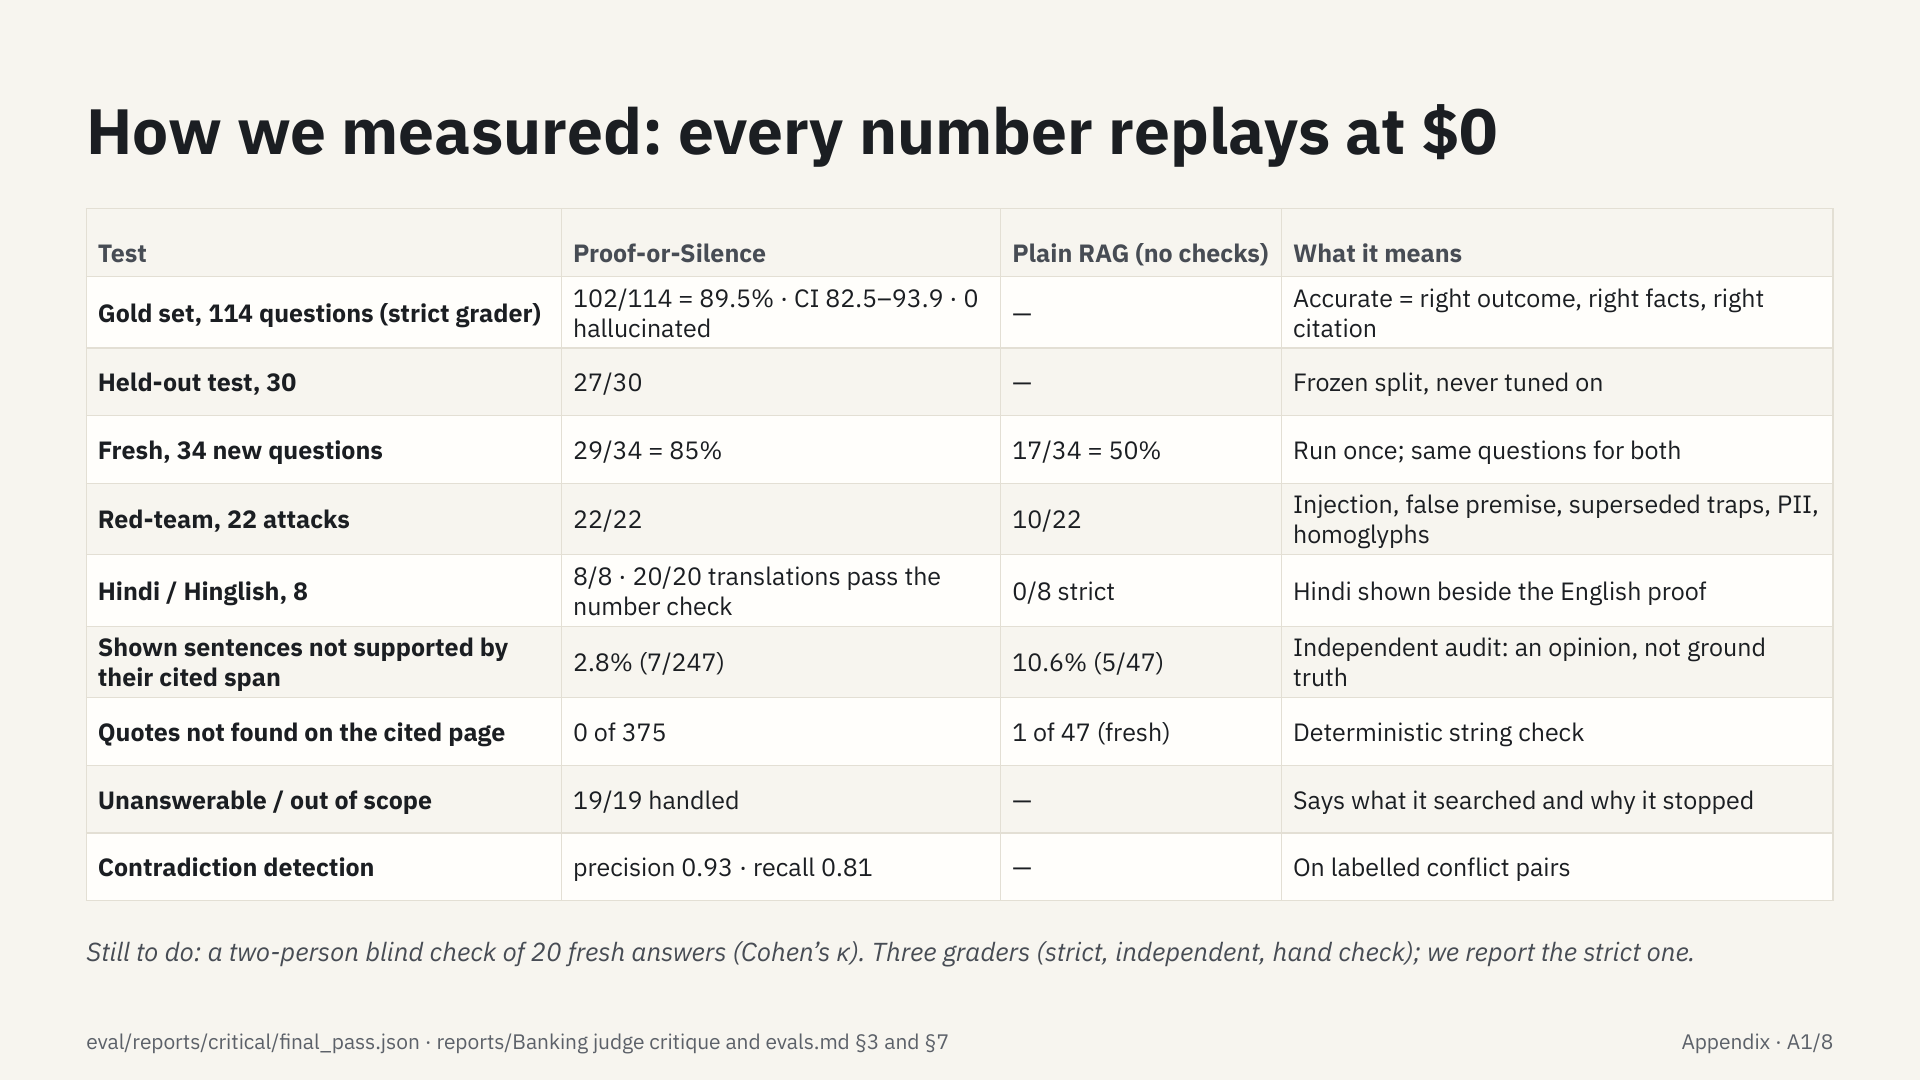 How we measured: every number replays at $0
Test
Proof-or-Silence
Plain RAG (no checks)
What it means
Gold set, 114 questions (strict grader)
102/114 = 89.5% · CI 82.5–93.9 · 0
hallucinated
—
Accurate = right outcome, right facts, right
citation
Held-out test, 30
27/30
—
Frozen split, never tuned on
Fresh, 34 new questions
29/34 = 85%
17/34 = 50%
Run once; same questions for both
Red-team, 22 attacks
22/22
10/22
Injection, false premise, superseded traps, PII,
homoglyphs
Hindi / Hinglish, 8
8/8 · 20/20 translations pass the
number check
0/8 strict
Hindi shown beside the English proof
Shown sentences not supported by
their cited span
2.8% (7/247)
10.6% (5/47)
Independent audit: an opinion, not ground
truth
Quotes not found on the cited page
0 of 375
1 of 47 (fresh)
Deterministic string check
Unanswerable / out of scope
19/19 handled
—
Says what it searched and why it stopped
Contradiction detection
precision 0.93 · recall 0.81
—
On labelled conflict pairs
Still to do: a two-person blind check of 20 fresh answers (Cohen’s κ). Three graders (strict, independent, hand check); we report the strict one.
eval/reports/critical/final_pass.json · reports/Banking judge critique and evals.md §3 and §7
Appendix · A1/8